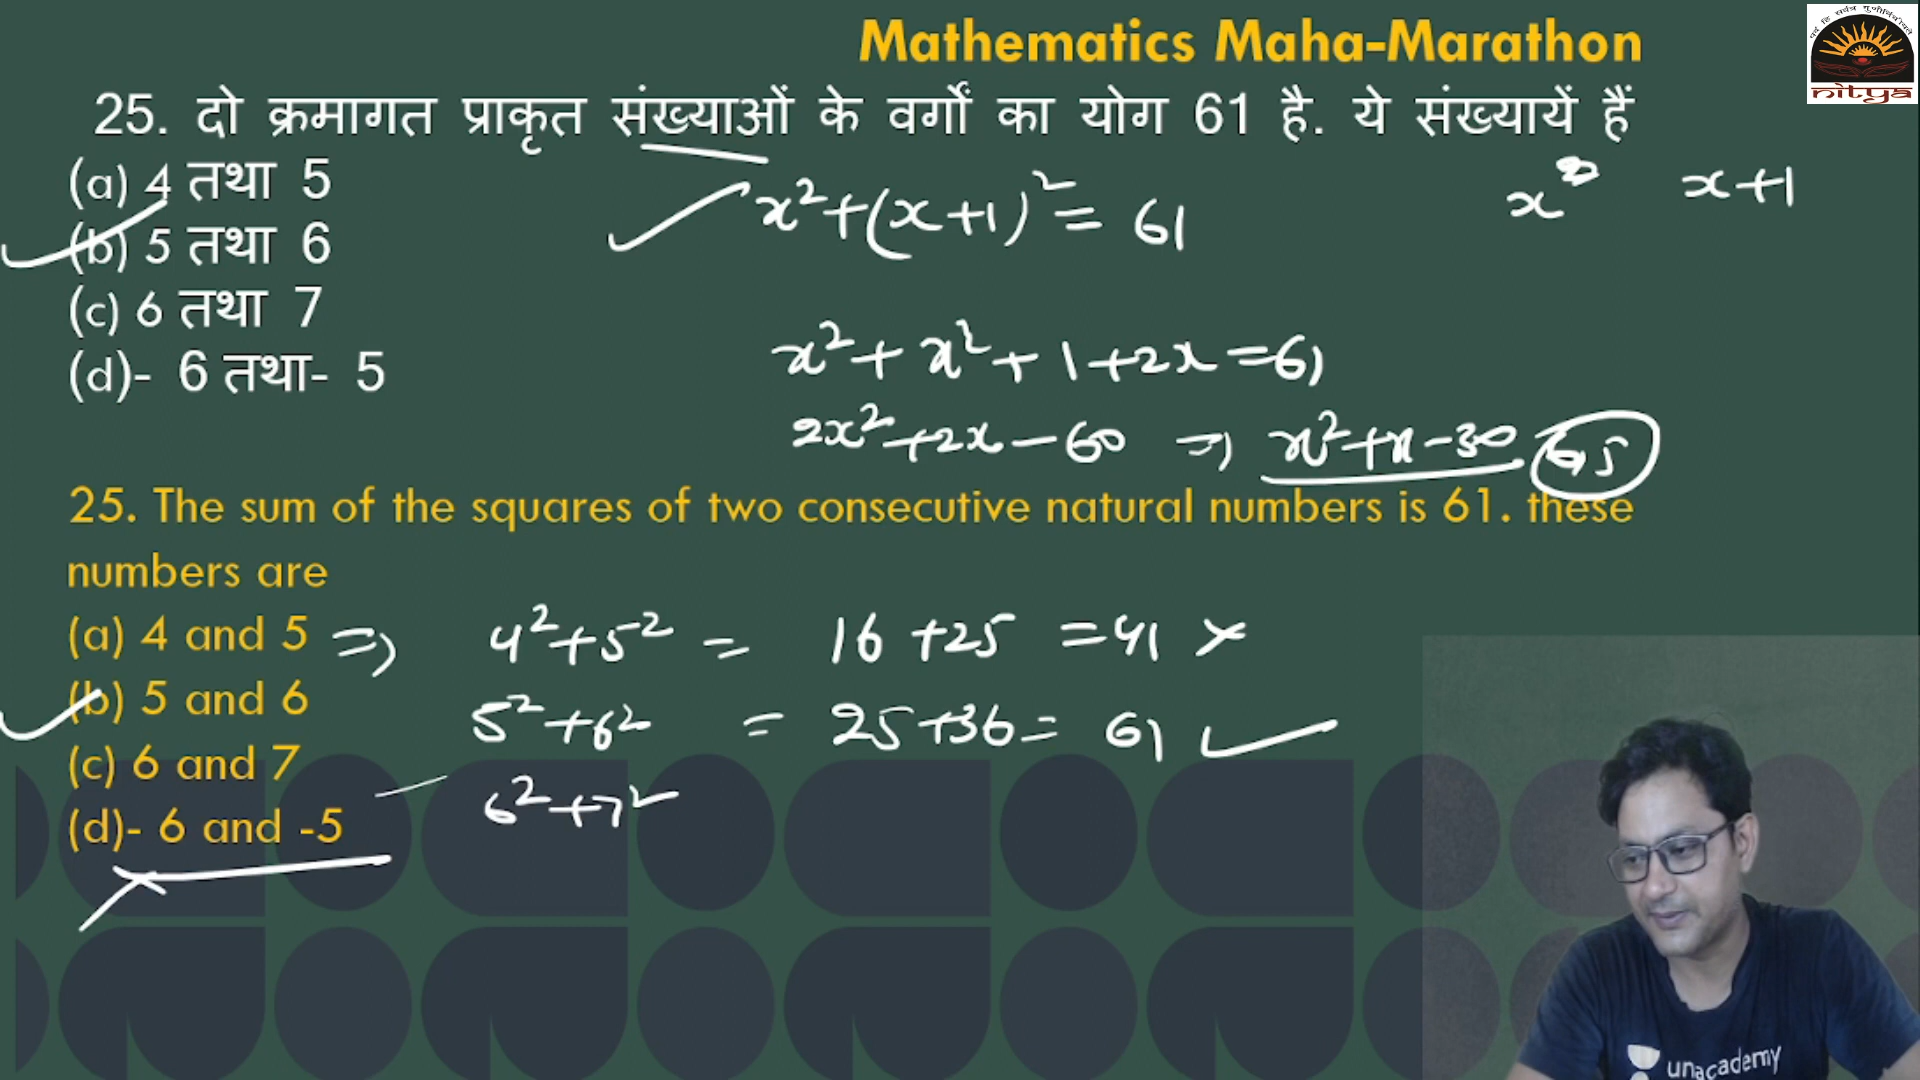 Mathematics Maha-Marathon
nitya
25. दो क्रमागत प्राकृत संख्याओं के वर्गों का योग 61 है. ये संख्यायें हैं
(a) 4 तथा 5
(b) 5 तथा 6
(c) 6 तथा 7
(d)- 6 तथा- 5
x x+1
x²+(x+1)²= 61
x²+x²+1+2x=61
2x²+2x-60 => x²+x-30 6,5
25. The sum of the squares of two consecutive natural numbers is 61. these
numbers are
(a) 4 and 5 => 4²+5² = 16+25 =41 ×
(b) 5 and 6 5²+6² = 25+36= 61 ✓
(c) 6 and 7 6²+7²
(d)- 6 and -5
unacademy